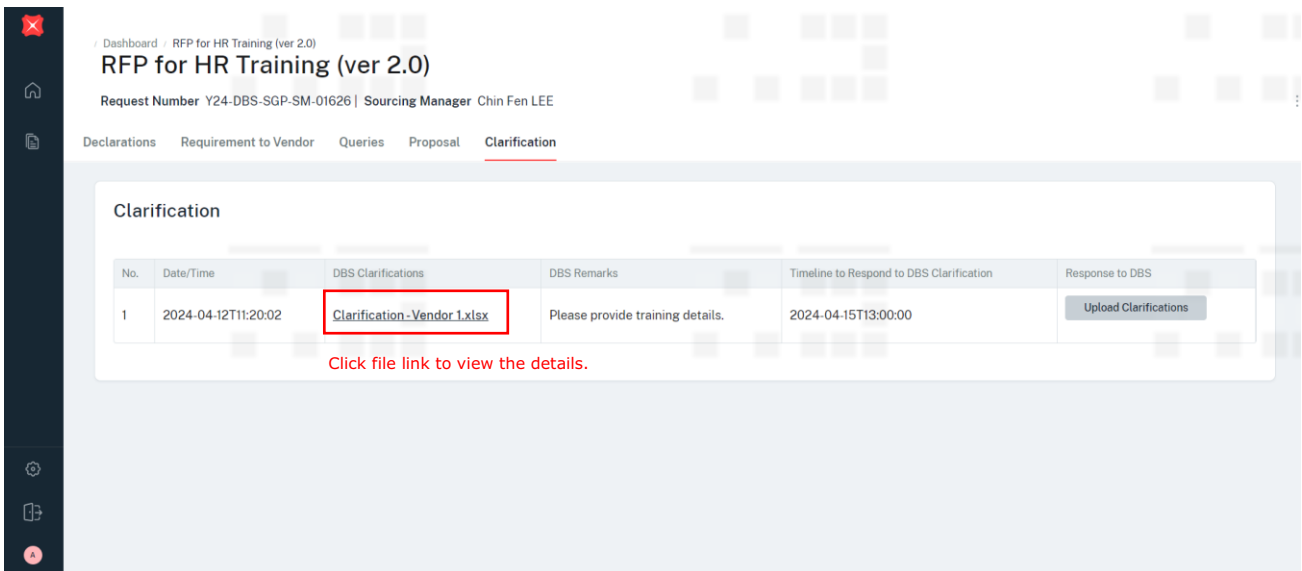 / Dashboard / RFP for HR Training (ver 2.0)
RFP for HR Training (ver 2.0)
Request Number Y24-DBS-SGP-SM-01626 | Sourcing Manager Chin Fen LEE
Declarations Requirement to Vendor Queries Proposal Clarification
Clarification
No. Date/Time DBS Clarifications DBS Remarks Timeline to Respond to DBS Clarification Response to DBS
1 2024-04-12T11:20:02 Clarification - Vendor 1.xlsx Please provide training details. 2024-04-15T13:00:00 Upload Clarifications
Click file link to view the details.
A